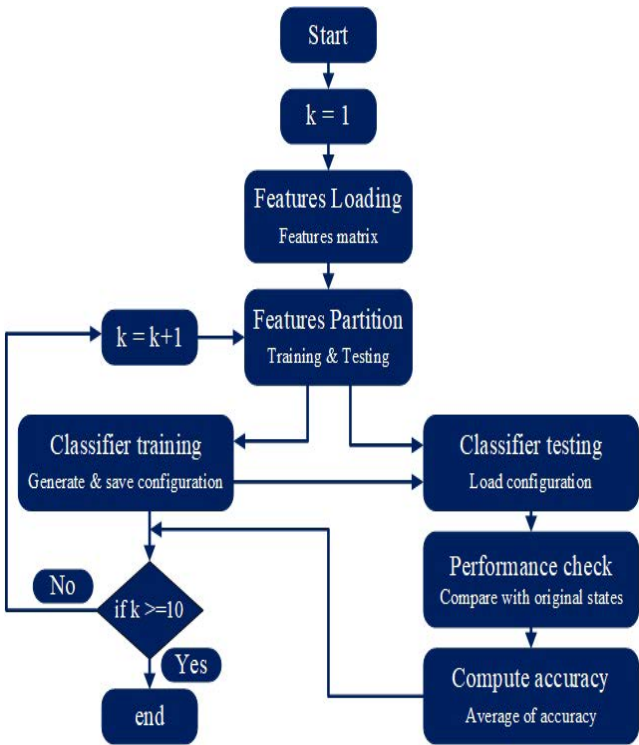 Start
k = 1
Features Loading
Features matrix
k = k+1
Features Partition
Training & Testing
Classifier training
Generate & save configuration
Classifier testing
Load configuration
Performance check
Compare with original states
No
if k >=10
Yes
Compute accuracy
Average of accuracy
end